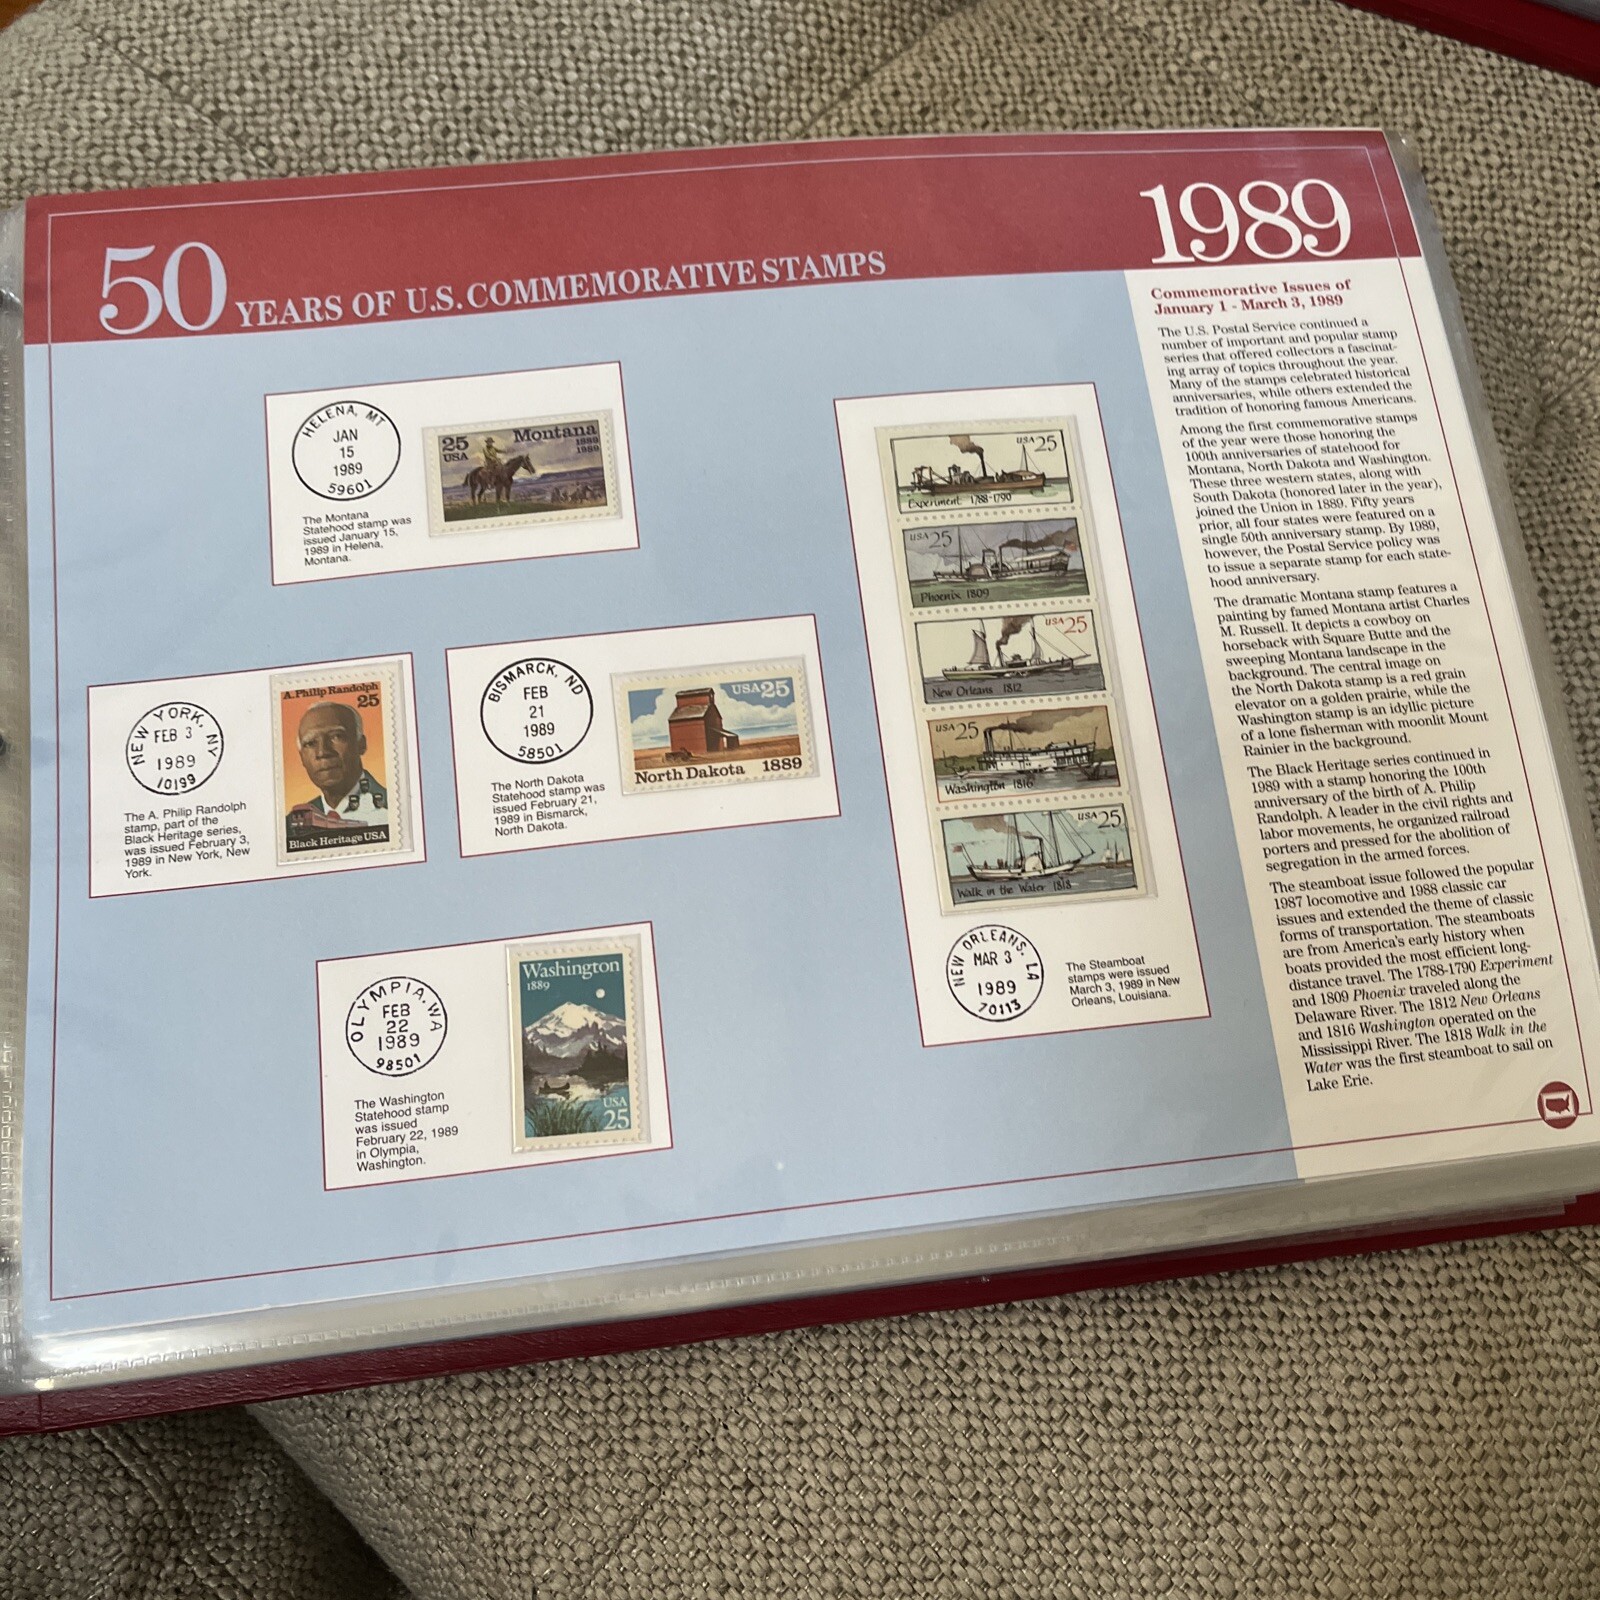 50 YEARS OF U.S. COMMEMORATIVE STAMPS
1989
HELENA, MT
JAN
15
1989
59601
The Montana
Statehood stamp was
issued January 15,
1989 in Helena,
Montana.
25
USA
Montana
1889
1989
NEW YORK, NY
FEB 3
1989
10199
The A. Philip Randolph
stamp, part of the
Black Heritage series,
was issued February 3,
1989 in New York, New
York.
A. Philip Randolph
25
Black Heritage USA
BISMARCK, ND
FEB
21
1989
58501
The North Dakota
Statehood stamp was
issued February 21,
1989 in Bismarck,
North Dakota.
USA 25
North Dakota 1889
OLYMPIA, WA
FEB
22
1989
98501
The Washington
Statehood stamp
was issued
February 22, 1989
in Olympia,
Washington.
Washington
1889
USA
25
USA 25
Experiment 1788-1790
USA 25
Phoenix 1809
USA 25
New Orleans 1812
USA 25
Washington 1816
USA 25
Walk in the Water 1818
NEW ORLEANS, LA
MAR 3
1989
70113
The Steamboat
stamps were issued
March 3, 1989 in New
Orleans, Louisiana.
Commemorative Issues of
January 1 - March 3, 1989
The U.S. Postal Service continued a
number of important and popular stamp
series that offered collectors a fascinat-
ing array of topics throughout the year.
Many of the stamps celebrated historical
anniversaries, while others extended the
tradition of honoring famous Americans.
Among the first commemorative stamps
of the year were those honoring the
100th anniversaries of statehood for
Montana, North Dakota and Washington.
These three western states, along with
South Dakota (honored later in the year),
joined the Union in 1889. Fifty years
prior, all four states were featured on a
single 50th anniversary stamp. By 1989,
however, the Postal Service policy was
to issue a separate stamp for each state-
hood anniversary.
The dramatic Montana stamp features a
painting by famed Montana artist Charles
M. Russell. It depicts a cowboy on
horseback with Square Butte and the
sweeping Montana landscape in the
background. The central image on
the North Dakota stamp is a red grain
elevator on a golden prairie, while the
Washington stamp is an idyllic picture
of a lone fisherman with moonlit Mount
Rainier in the background.
The Black Heritage series continued in
1989 with a stamp honoring the 100th
anniversary of the birth of A. Philip
Randolph. A leader in the civil rights and
labor movements, he organized railroad
porters and pressed for the abolition of
segregation in the armed forces.
The steamboat issue followed the popular
1987 locomotive and 1988 classic car
issues and extended the theme of classic
forms of transportation. The steamboats
are from America's early history when
boats provided the most efficient long-
distance travel. The 1788-1790 Experiment
and 1809 Phoenix traveled along the
Delaware River. The 1812 New Orleans
and 1816 Washington operated on the
Mississippi River. The 1818 Walk in the
Water was the first steamboat to sail on
Lake Erie.